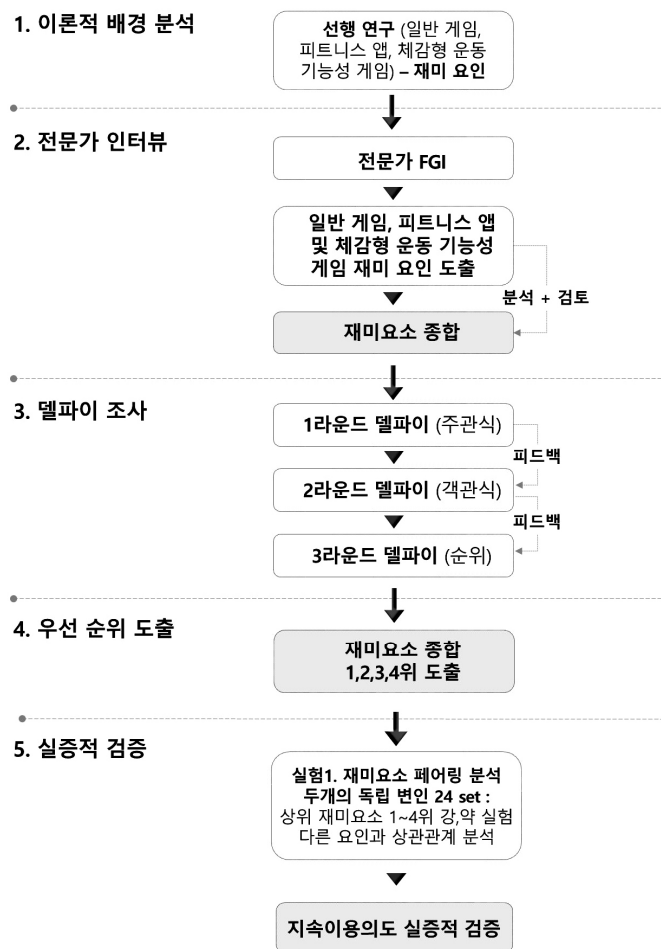 1. 이론적 배경 분석
선행 연구 (일반 게임,
피트니스 앱, 체감형 운동
기능성 게임) – 재미 요인
2. 전문가 인터뷰
전문가 FGI
일반 게임, 피트니스 앱
및 체감형 운동 기능성
게임 재미 요인 도출
분석 + 검토
재미요소 종합
3. 델파이 조사
1라운드 델파이 (주관식)
피드백
2라운드 델파이 (객관식)
피드백
3라운드 델파이 (순위)
4. 우선 순위 도출
재미요소 종합
1,2,3,4위 도출
5. 실증적 검증
실험1. 재미요소 페어링 분석
두개의 독립 변인 24 set :
상위 재미요소 1~4위 강,약 실험
다른 요인과 상관관계 분석
지속이용의도 실증적 검증